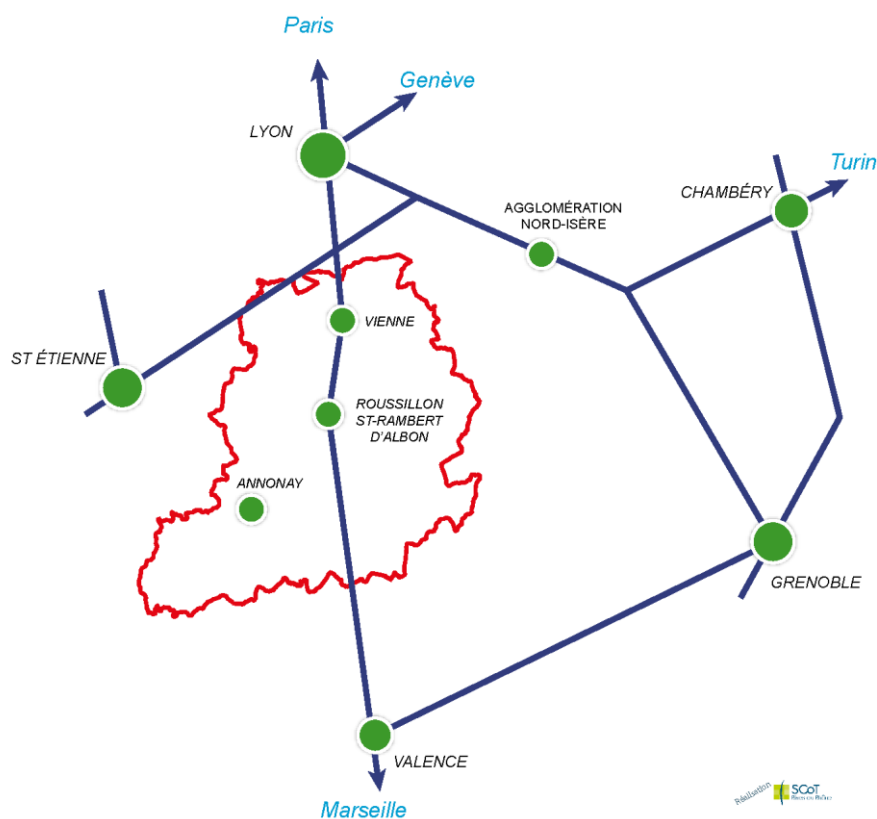 Paris
Genève
LYON
Turin
CHAMBÉRY
AGGLOMÉRATION
NORD-ISÈRE
VIENNE
ST ÉTIENNE
ROUSSILLON
ST-RAMBERT
D'ALBON
ANNONAY
GRENOBLE
VALENCE
Marseille
Réalisation
SCoT